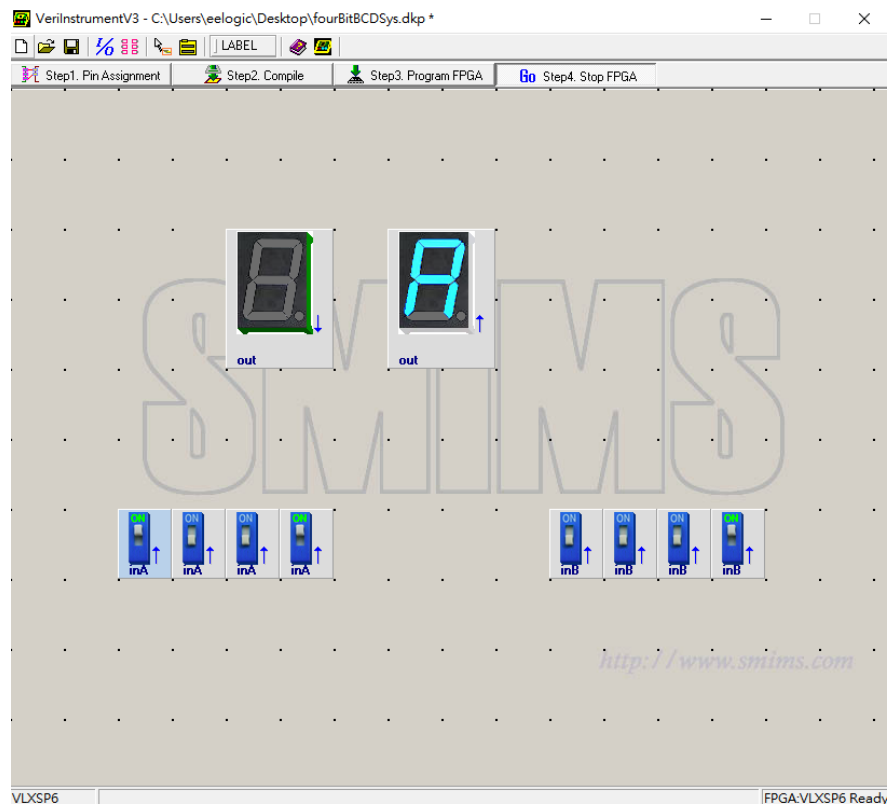 VeriInstrumentV3 - C:\Users\eelogic\Desktop\fourBitBCDSys.dkp *
I/O LABEL
Step1. Pin Assignment Step2. Compile Step3. Program FPGA Go Step4. Stop FPGA
A
out out
SMIMS
ON ON ON ON ON ON ON ON
inA inA inA inA inB inB inB inB
http://www.smims.com
VLXSP6 FPGA:VLXSP6 Ready